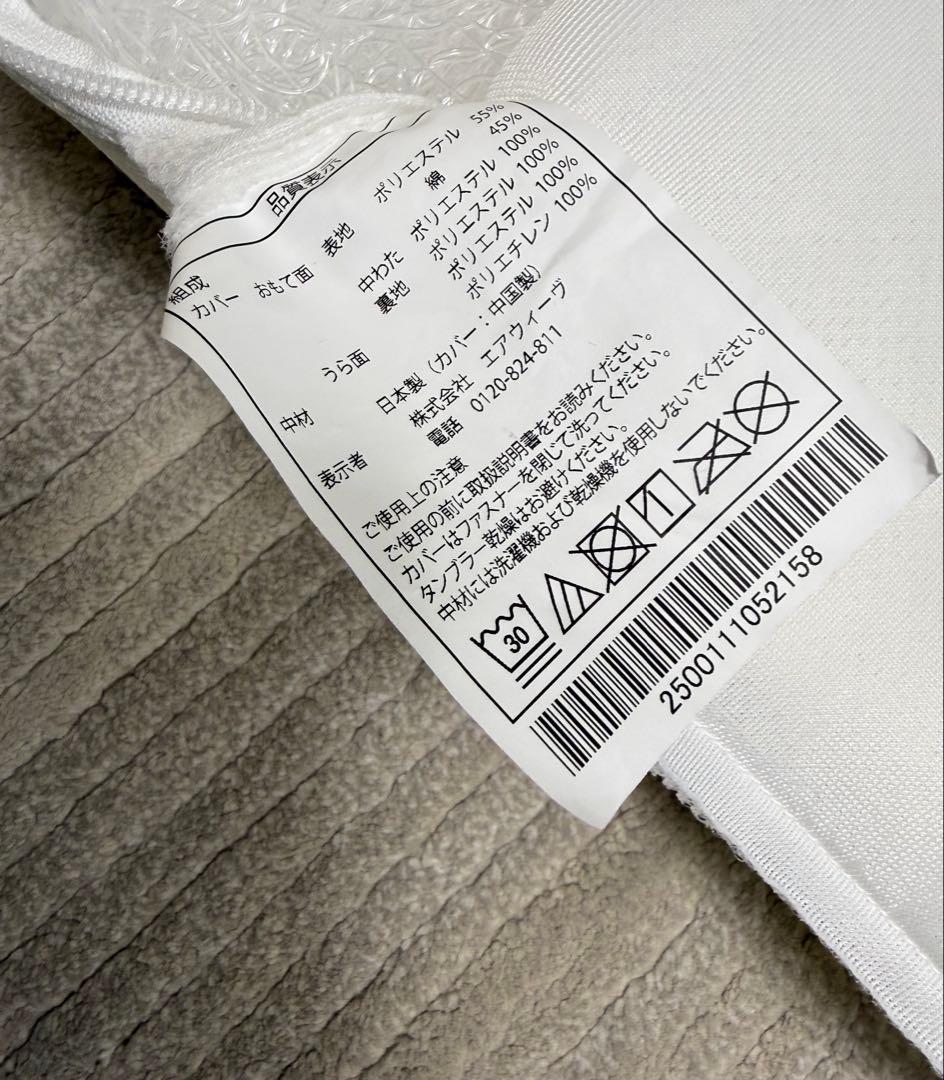 品質表示
組成
カバー おもて面 表地 ポリエステル 55%
綿 45%
中わた ポリエステル 100%
裏地 ポリエステル 100%
うら面 ポリエステル 100%
中材 ポリエチレン 100%
日本製（カバー：中国製）
表示者 株式会社 エアウィーヴ
電話 0120-824-811
ご使用上の注意
ご使用の前に取扱説明書をお読みください。
カバーはファスナーを閉じて洗ってください。
タンブラー乾燥はお避けください。
中材には洗濯機および乾燥機を使用しないでください。
30
2500111052158